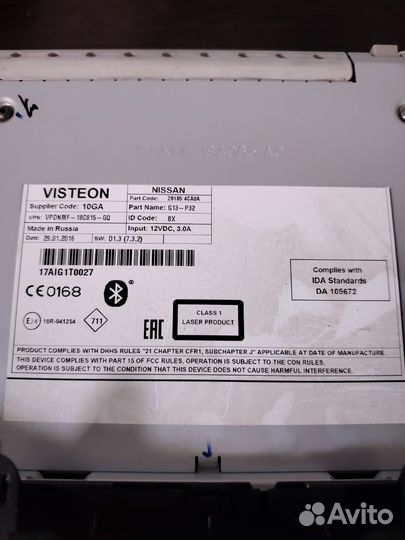 VISTEON
NISSAN
Supplier Code: 10GA
Part Code: 28185 4CA0A
VPN: VPDNMF-18C815-GQ
Part Name: G13-P32
ID Code: BX
Made in Russia
Input: 12VDC, 3.0A
Date: 29.01.2016
SW: 01.3 (7.3.2)
17AIG1T0027
Complies with
IDA Standards
DA 105672
CE0168
E24
10R-041254
711
EAC
CLASS 1
LASER PRODUCT
PRODUCT COMPLIES WITH DHHS RULES "21 CHAPTER CFR1, SUBCHAPTER J" APPLICABLE AT DATE OF MANUFACTURE
THIS DEVICE COMPLIES WITH PART 15 OF FCC RULES, OPERATION IS SUBJECT TO THE CON RULES.
OPERATION IS SUBJECT TO THE CONDITION THAT THIS DEVICE DOES NOT CAUSE HARMFUL INTERFERENCE.
Avito